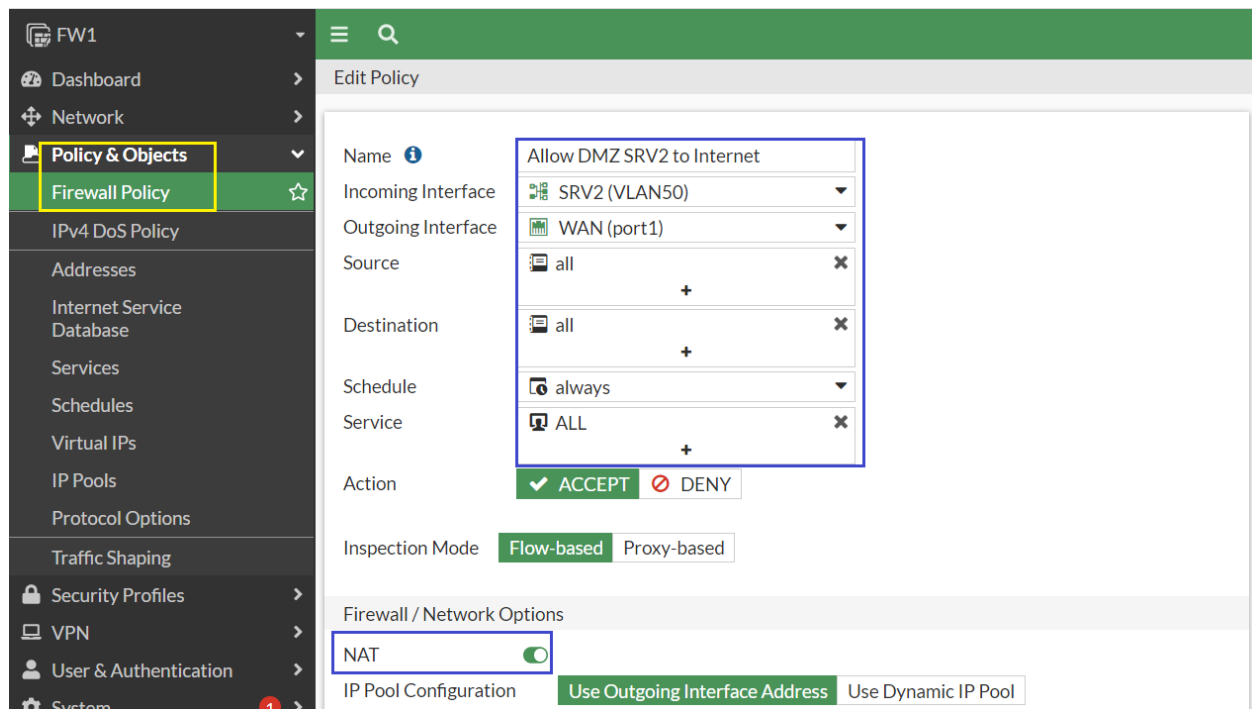 FW1
Dashboard
Network
Policy & Objects
Firewall Policy
IPv4 DoS Policy
Addresses
Internet Service
Database
Services
Schedules
Virtual IPs
IP Pools
Protocol Options
Traffic Shaping
Security Profiles
VPN
User & Authentication
System 1
Edit Policy
Name Allow DMZ SRV2 to Internet
Incoming Interface SRV2 (VLAN50)
Outgoing Interface WAN (port1)
Source all
+
Destination all
+
Schedule always
Service ALL
+
Action ACCEPT DENY
Inspection Mode Flow-based Proxy-based
Firewall / Network Options
NAT
IP Pool Configuration Use Outgoing Interface Address Use Dynamic IP Pool